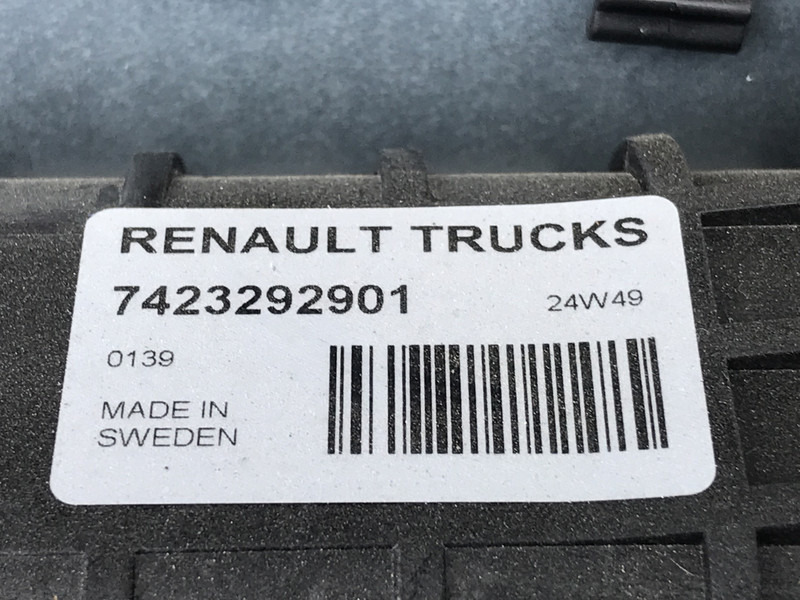 RENAULT TRUCKS
7423292901 24W49
0139
MADE IN
SWEDEN